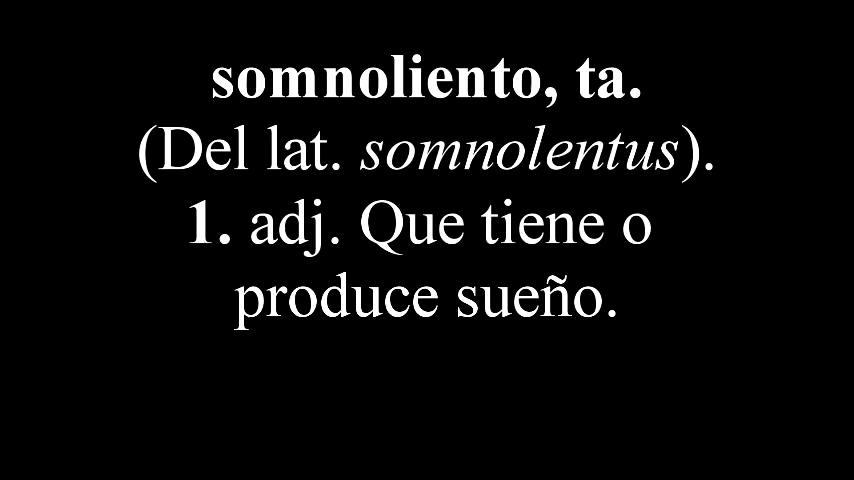 somnoliento, ta.
(Del lat. somnolentus).
1. adj. Que tiene o
produce sueño.